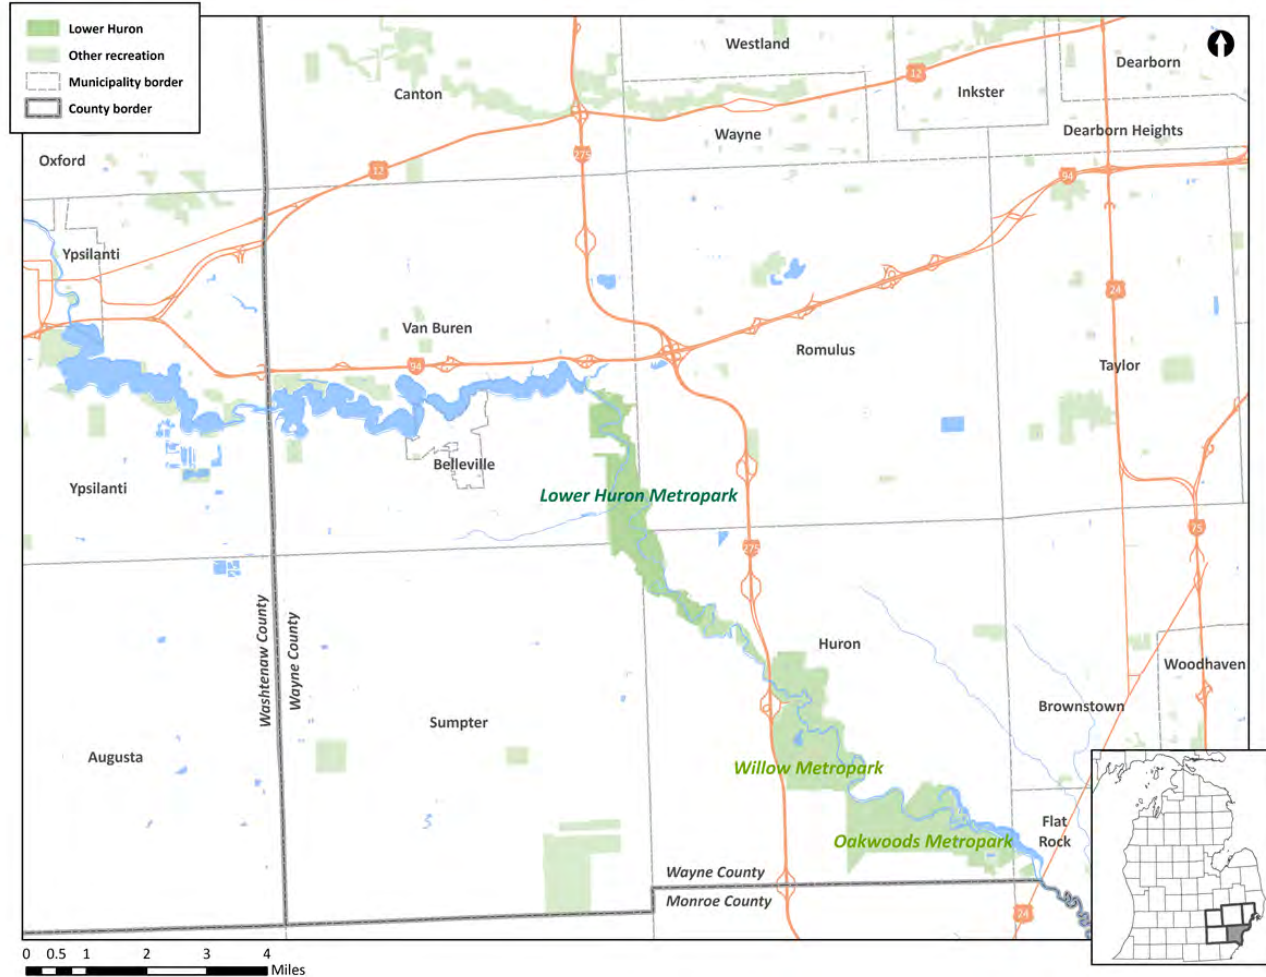 Lower Huron
Other recreation
Municipality border
County border
Westland
Dearborn
12
Canton
Inkster
Wayne
Dearborn Heights
275
Oxford
12
94
Ypsilanti
24
Van Buren
Romulus
94
Taylor
Belleville
Ypsilanti
Lower Huron Metropark
75
275
Washtenaw County
Wayne County
Huron
Woodhaven
Brownstown
Sumpter
Augusta
Willow Metropark
Flat
Rock
Oakwoods Metropark
Wayne County
Monroe County
24
0 0.5 1 2 3 4
Miles